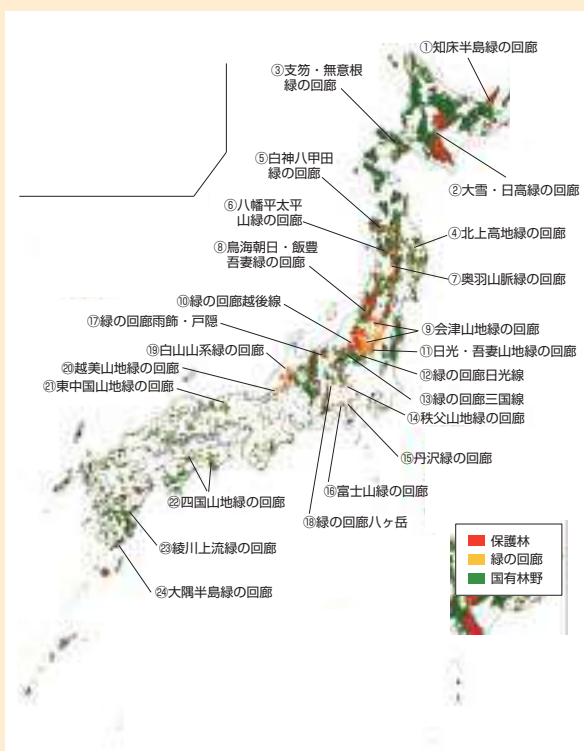 ①知床半島緑の回廊
③支笏・無意根
緑の回廊
⑤白神八甲田
緑の回廊
②大雪・日高緑の回廊
⑥八幡平太平
山緑の回廊
④北上高地緑の回廊
⑧鳥海朝日・飯豊
吾妻緑の回廊
⑦奥羽山脈緑の回廊
⑩緑の回廊越後線
⑰緑の回廊雨飾・戸隠
⑨会津山地緑の回廊
⑲白山山系緑の回廊
⑪日光・吾妻山地緑の回廊
⑳越美山地緑の回廊
⑫緑の回廊日光線
㉑東中国山地緑の回廊
⑬緑の回廊三国線
⑭秩父山地緑の回廊
⑮丹沢緑の回廊
⑯富士山緑の回廊
㉒四国山地緑の回廊
⑱緑の回廊八ヶ岳
㉓綾川上流緑の回廊
㉔大隅半島緑の回廊
保護林
緑の回廊
国有林野